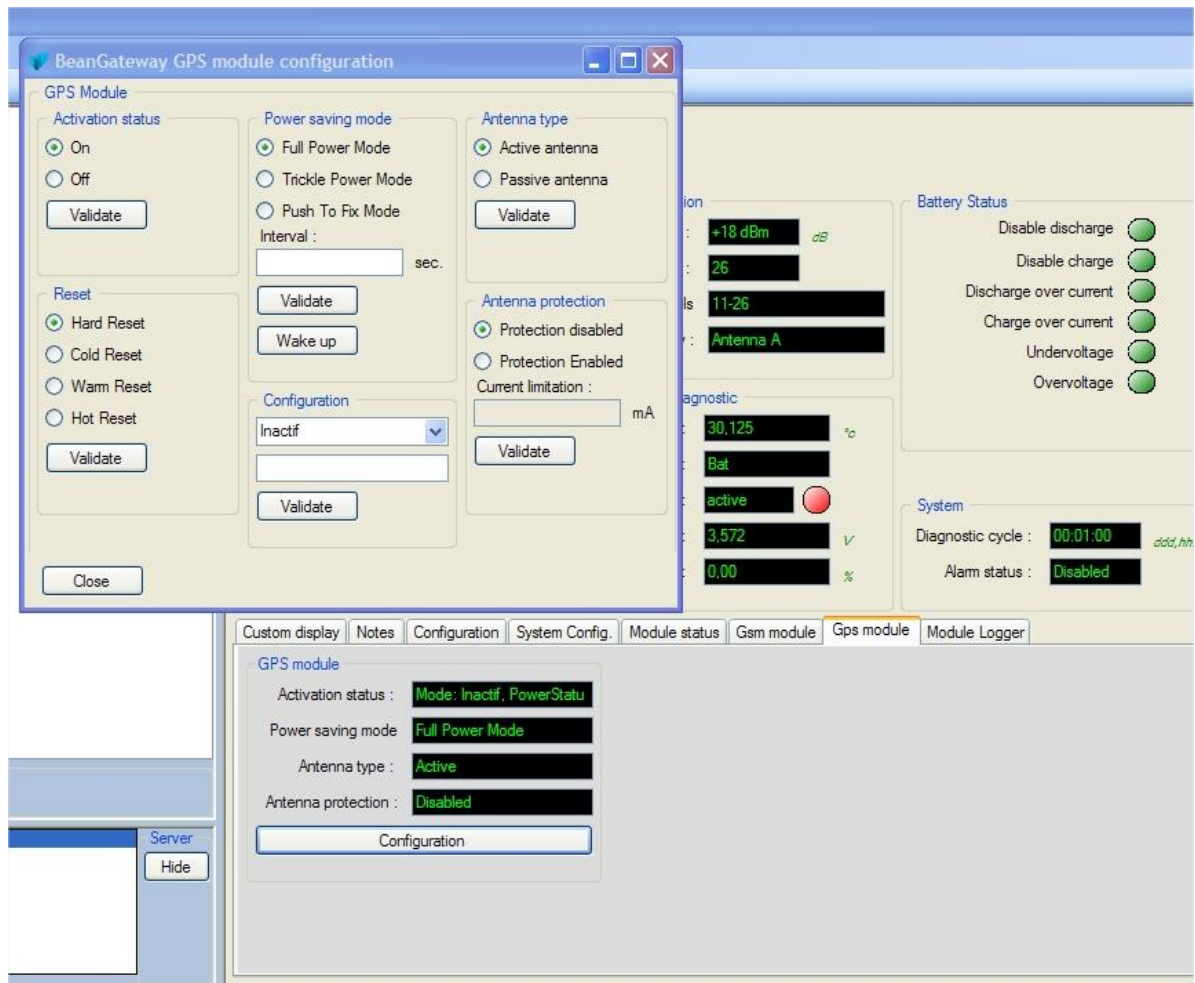 BeanGateway GPS module configuration
GPS Module
Activation status
On
Off
Validate
Power saving mode
Full Power Mode
Trickle Power Mode
Push To Fix Mode
Interval :
sec.
Validate
Wake up
Antenna type
Active antenna
Passive antenna
Validate
Reset
Hard Reset
Cold Reset
Warm Reset
Hot Reset
Validate
Configuration
Inactif
Validate
Antenna protection
Protection disabled
Protection Enabled
Current limitation :
mA
Validate
Close
ion
: +18 dBm dB
: 26
ls 11-26
: Antenna A
agnostic
: 30,125 °c
: Bat
: active
: 3,572 V
: 0,00 %
Battery Status
Disable discharge
Disable charge
Discharge over current
Charge over current
Undervoltage
Overvoltage
System
Diagnostic cycle : 00:01:00 ddd,hh
Alarm status : Disabled
Custom display Notes Configuration System Config. Module status Gsm module Gps module Module Logger
GPS module
Activation status : Mode: Inactif, PowerStatu
Power saving mode Full Power Mode
Antenna type : Active
Antenna protection : Disabled
Configuration
Server
Hide